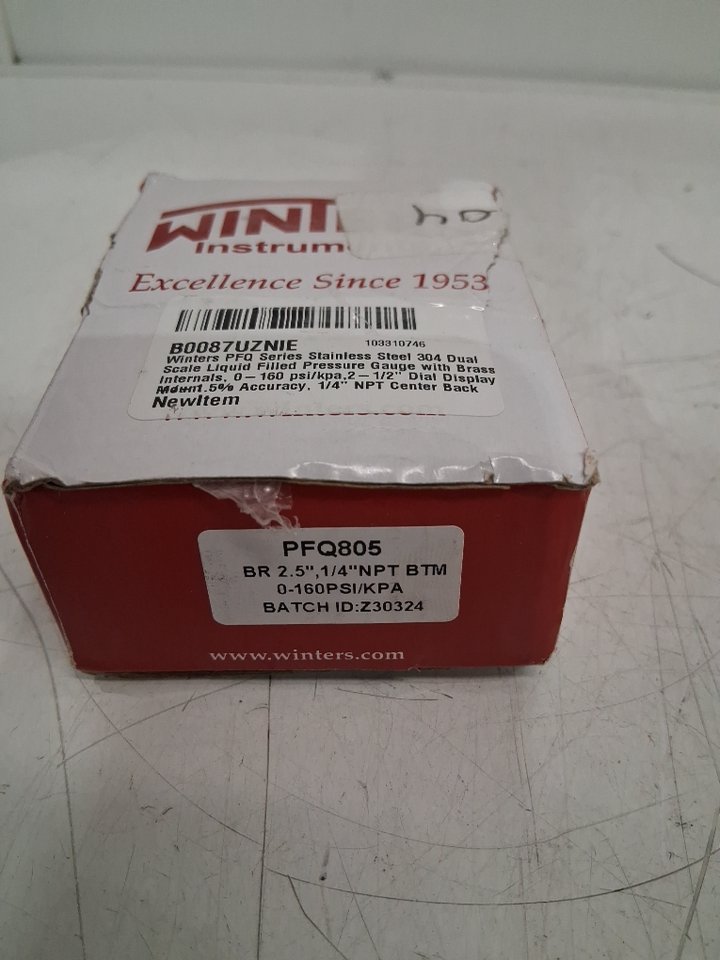 WINT
Instrum
Excellence Since 1953
B0087UZNIE 103310746
Winters PFQ Series Stainless Steel 304 Dual
Scale Liquid Filled Pressure Gauge with Brass
Internals, 0-160 psi/kpa,2-1/2" Dial Display
Mount.5% Accuracy, 1/4" NPT Center Back
NewItem
PFQ805
BR 2.5",1/4"NPT BTM
0-160PSI/KPA
BATCH ID:Z30324
www.winters.com